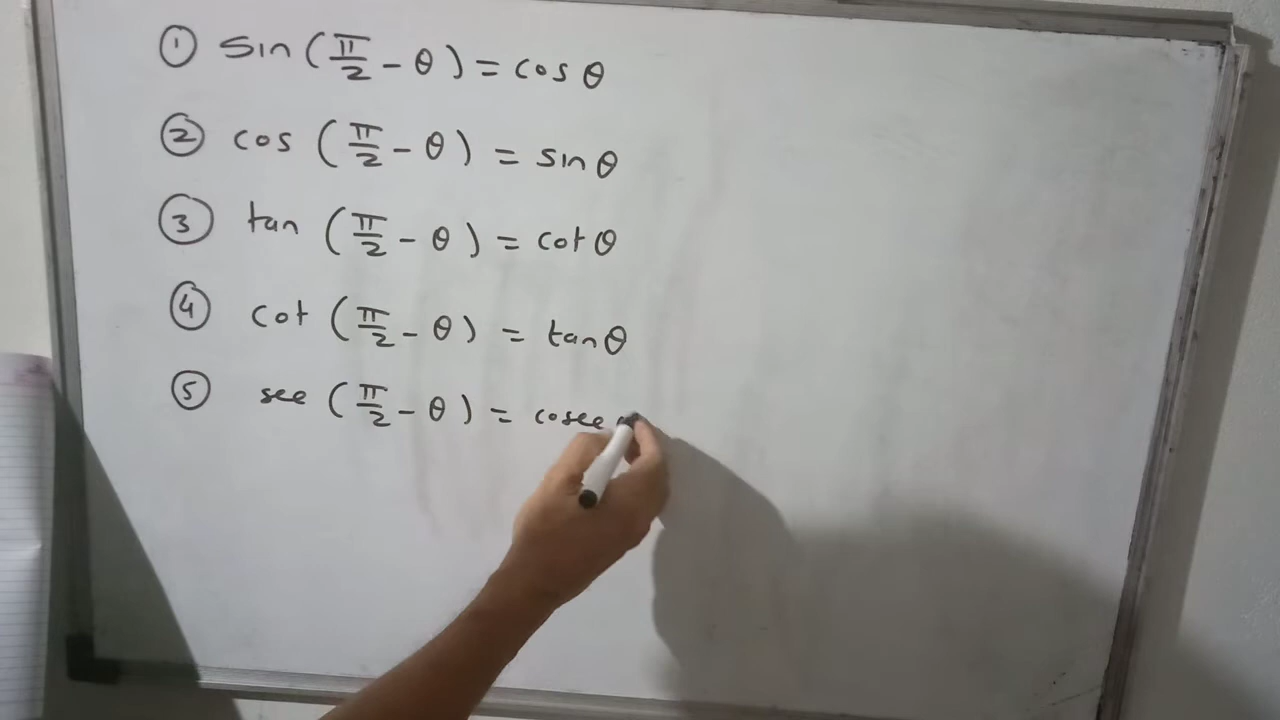 ① sin(π/2 - θ) = cos θ
② cos (π/2 - θ) = sin θ
③ tan (π/2 - θ) = cot θ
④ cot (π/2 - θ) = tan θ
⑤ sec (π/2 - θ) = cosec